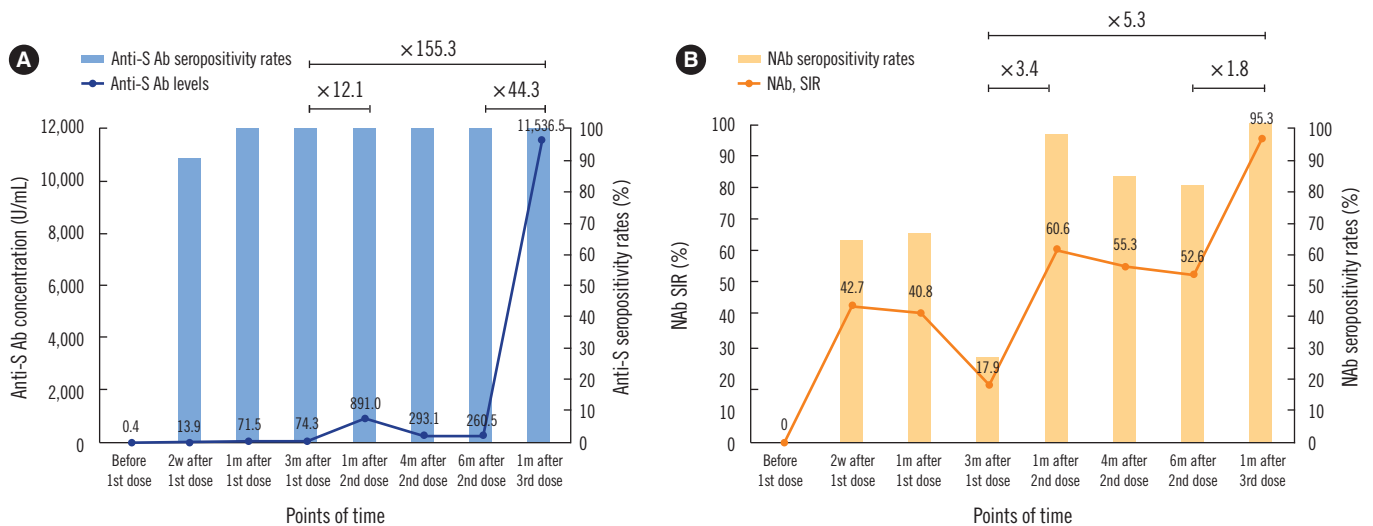 A
Anti-S Ab seropositivity rates
Anti-S Ab levels
×155.3
×12.1
×44.3
Anti-S Ab concentration (U/mL)
12,000
10,000
8,000
6,000
4,000
2,000
0
0.4
13.9
71.5
74.3
891.0
293.1
260.5
11,536.5
100
90
80
70
60
50
40
30
20
10
0
Anti-S seropositivity rates (%)
Before
1st dose
2w after
1st dose
1m after
1st dose
3m after
1st dose
1m after
2nd dose
4m after
2nd dose
6m after
2nd dose
1m after
3rd dose
Points of time
B
NAb seropositivity rates
NAb, SIR
×5.3
×3.4
×1.8
NAb SIR (%)
100
90
80
70
60
50
40
30
20
10
0
0
42.7
40.8
17.9
60.6
55.3
52.6
95.3
100
90
80
70
60
50
40
30
20
10
0
NAb seropositivity rates (%)
Before
1st dose
2w after
1st dose
1m after
1st dose
3m after
1st dose
1m after
2nd dose
4m after
2nd dose
6m after
2nd dose
1m after
3rd dose
Points of time